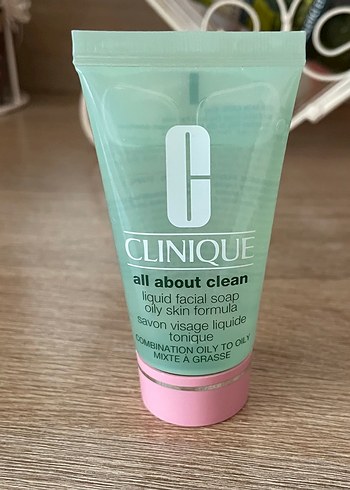 C
CLINIQUE
all about clean
liquid facial soap
oily skin formula
savon visage liquide
tonique
COMBINATION OILY TO OILY
MIXTE À GRASSE